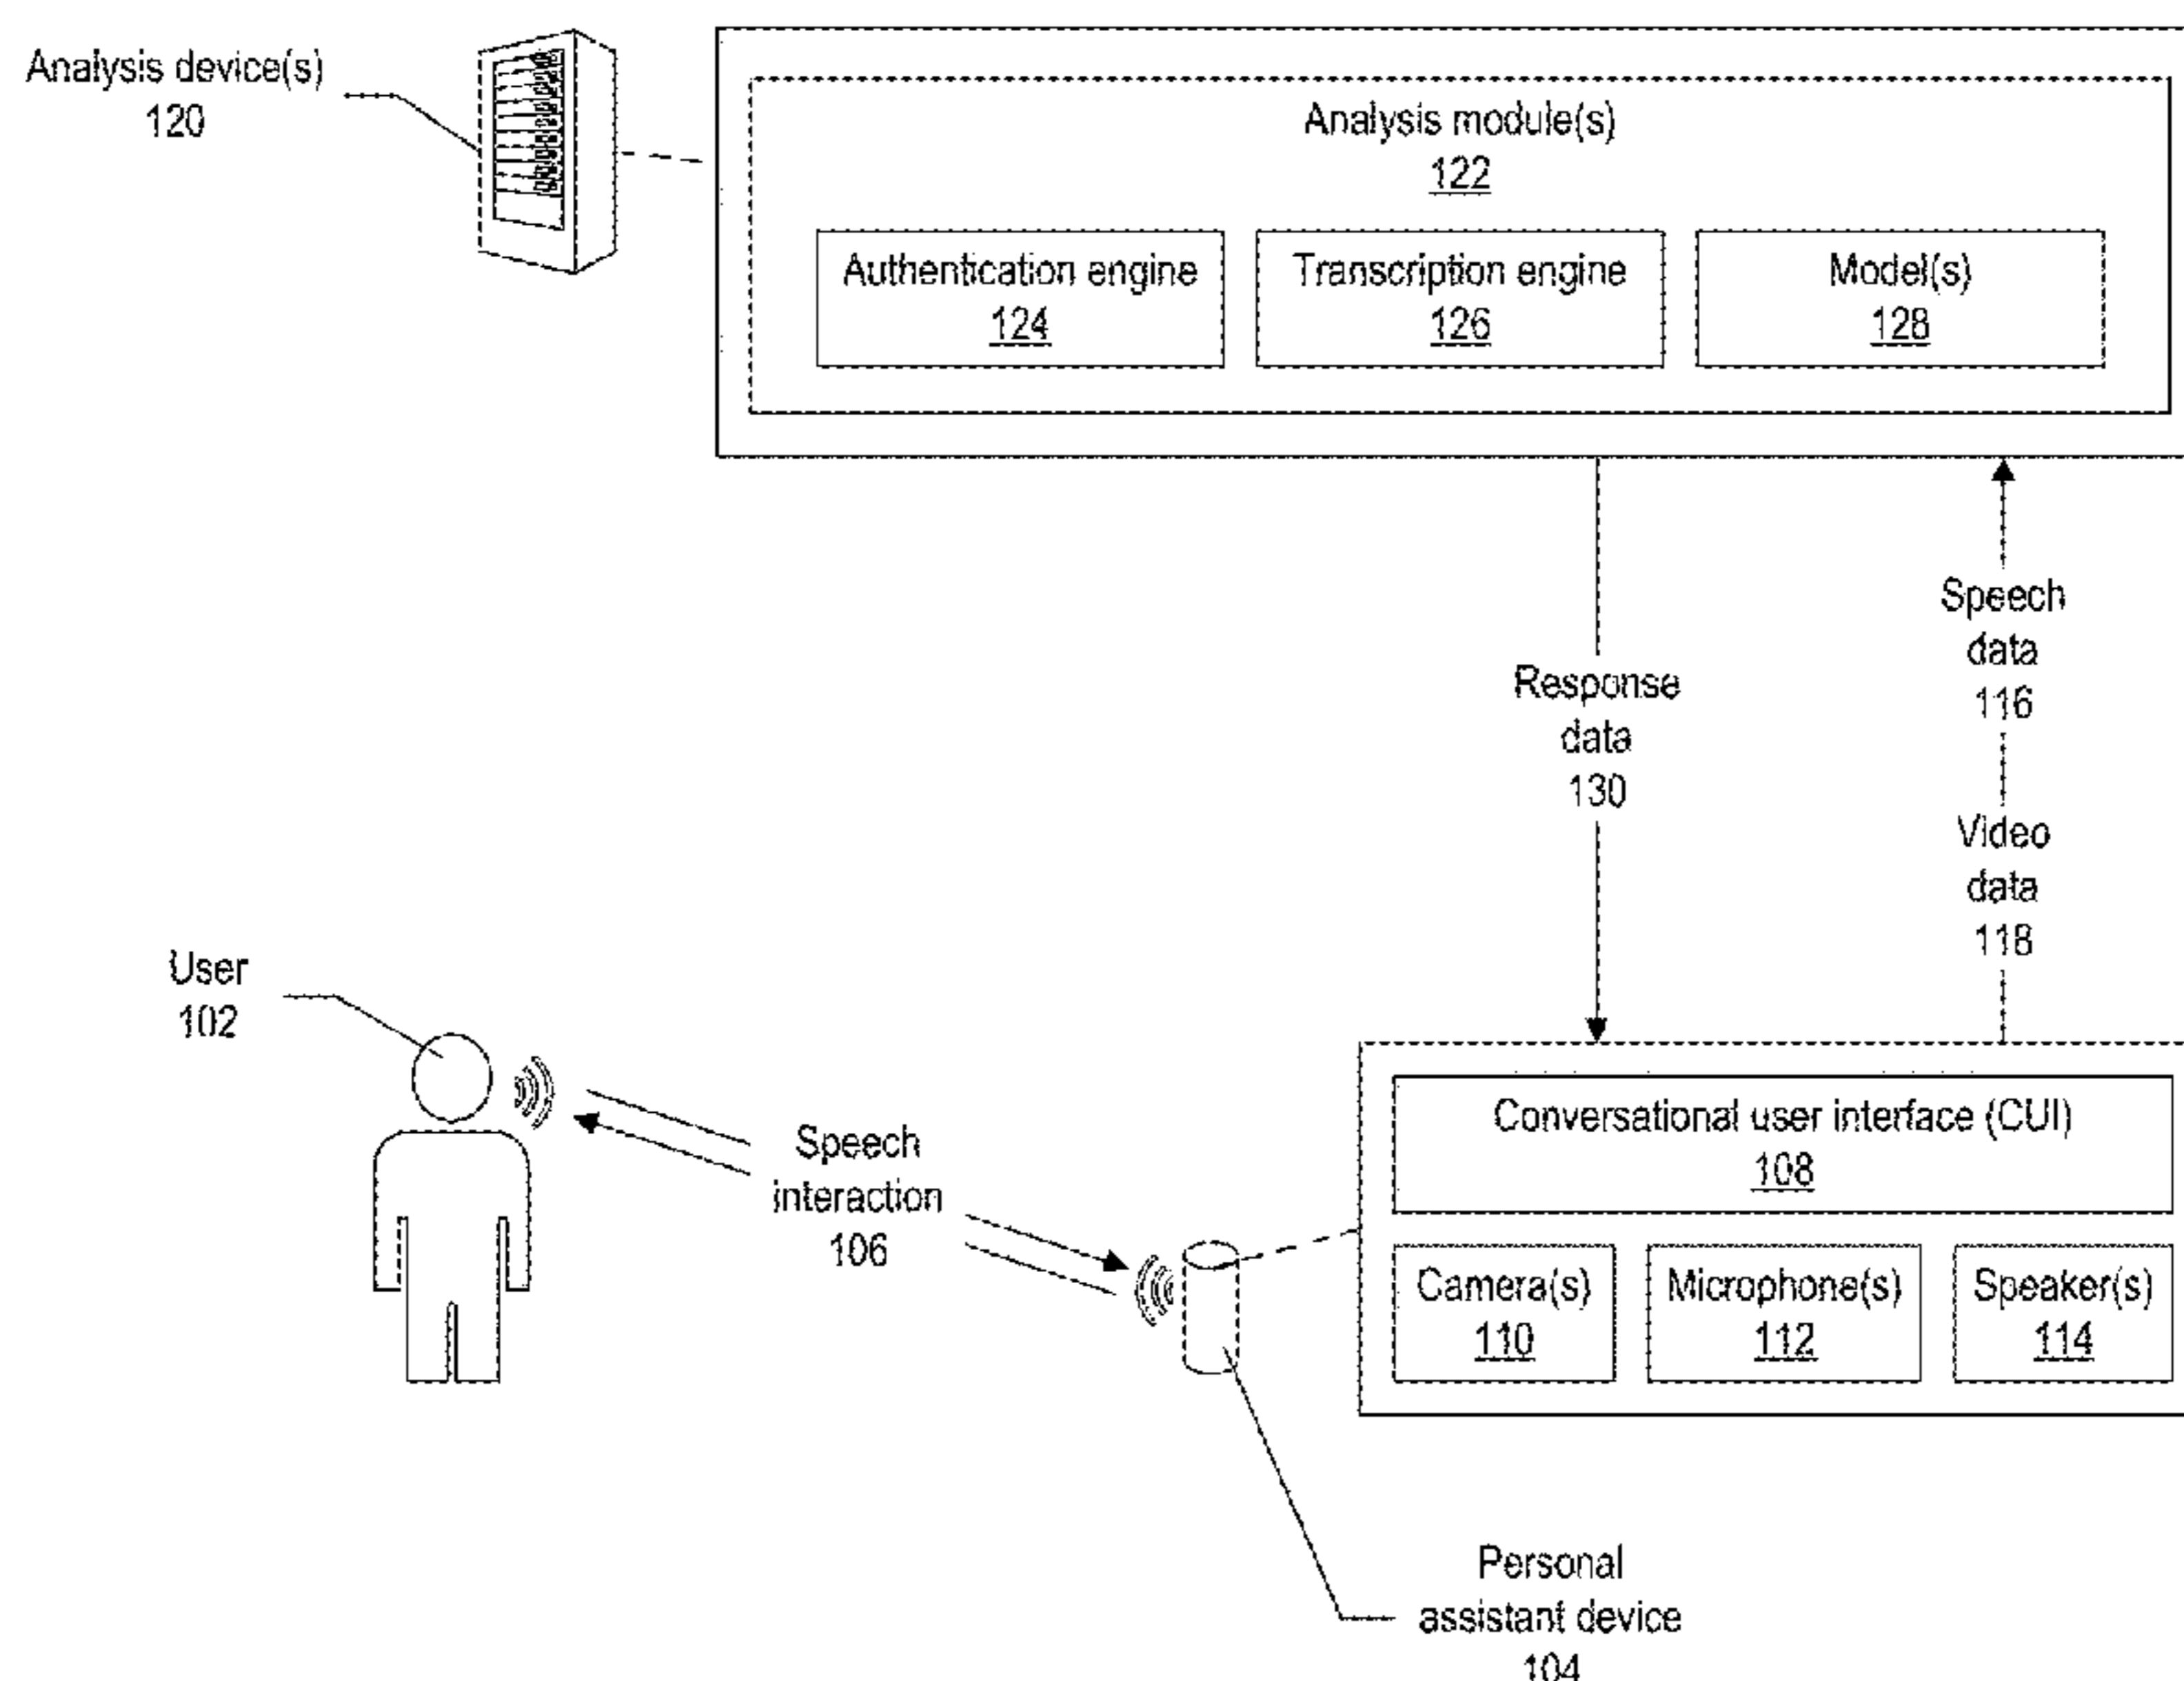 Analysis device(s)
120
Analysis module(s)
122
Authentication engine
124
Transcription engine
126
Model(s)
128
Response
data
130
Speech
data
116
Video
data
118
User
102
Speech
interaction
106
Conversational user interface (CUI)
108
Camera(s)
110
Microphone(s)
112
Speaker(s)
114
Personal
assistant device
104